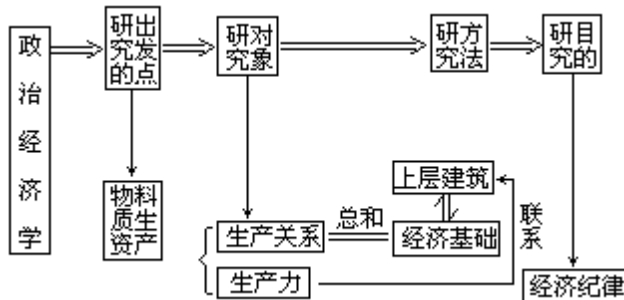 政治经济学
研究的
出发点
研究
对象
研究
方法
研究
目的
物质资
料生产
上层建筑
生产关系
总和
经济基础
联系
生产力
经济纪律